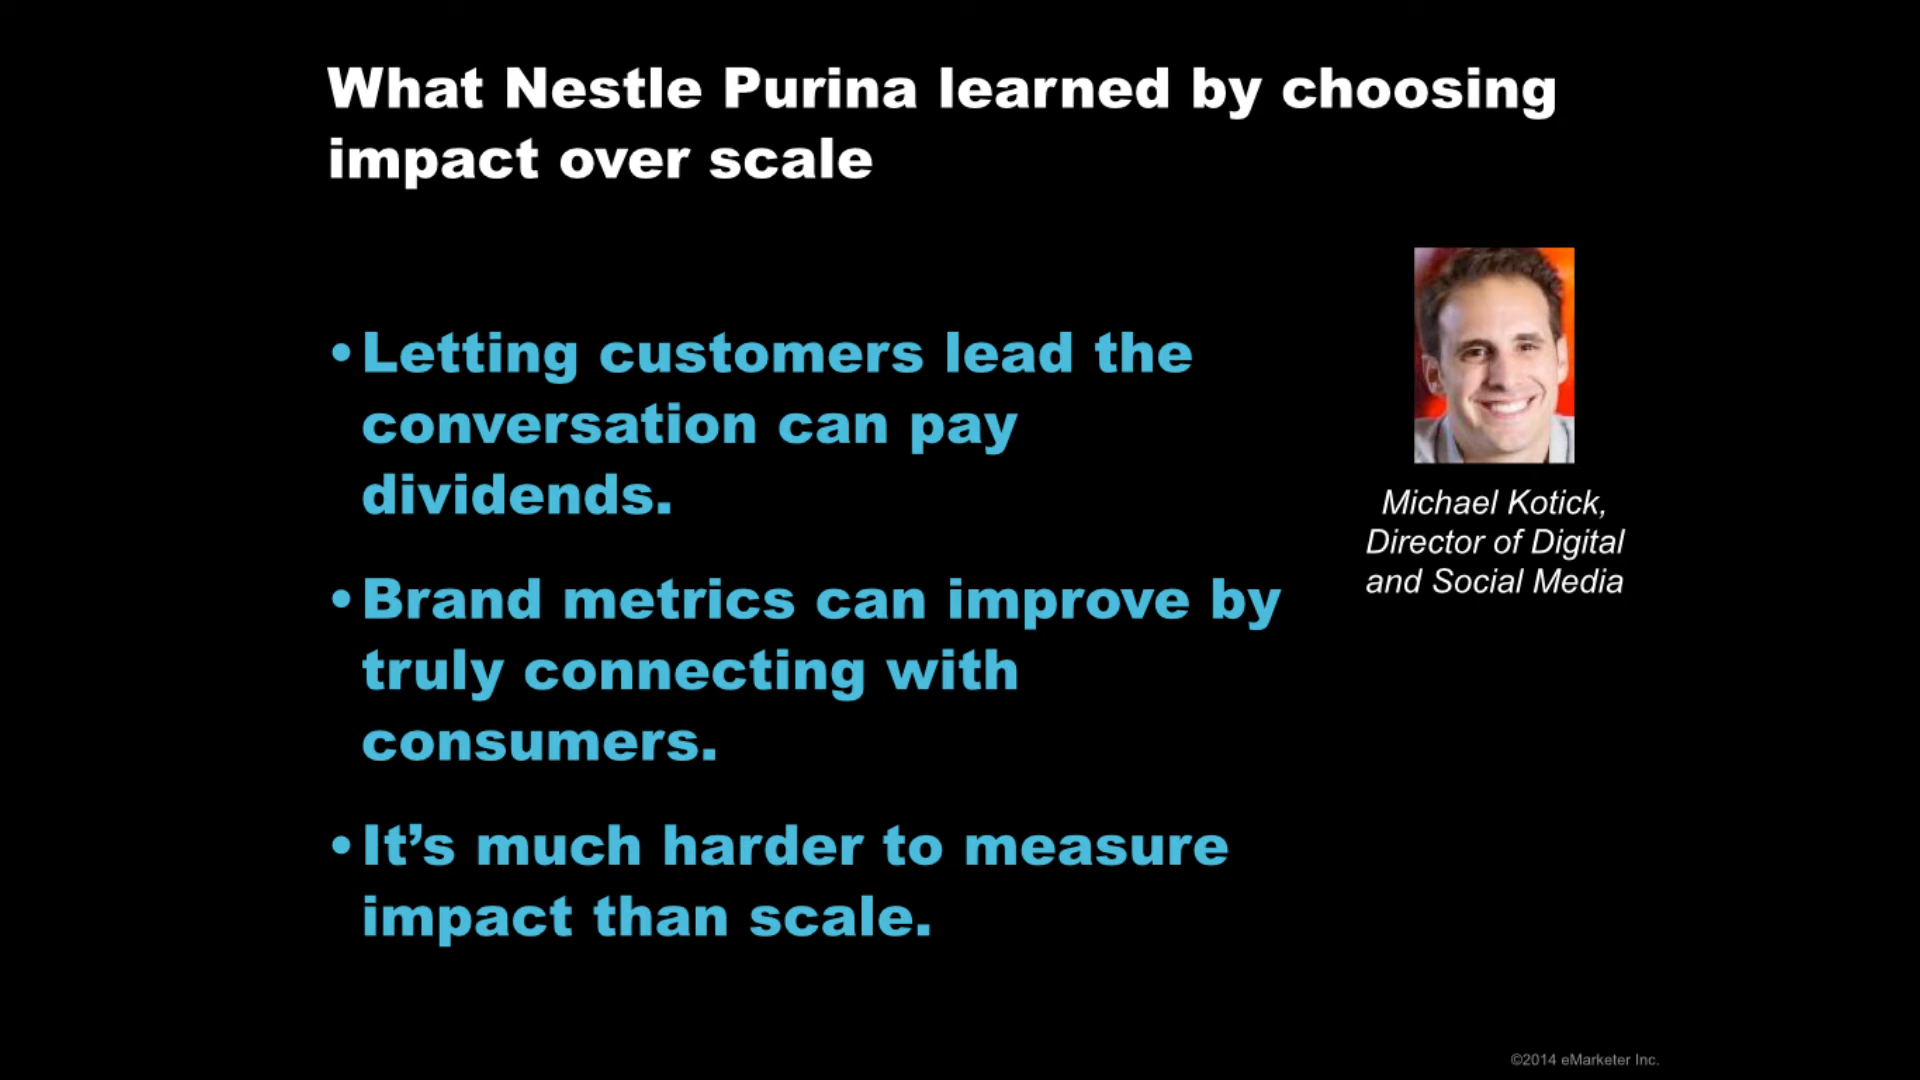 What Nestle Purina learned by choosing
impact over scale
•Letting customers lead the
conversation can pay
dividends.
•Brand metrics can improve by
truly connecting with
consumers.
•It’s much harder to measure
impact than scale.
Michael Kotick,
Director of Digital
and Social Media
©2014 eMarketer Inc.